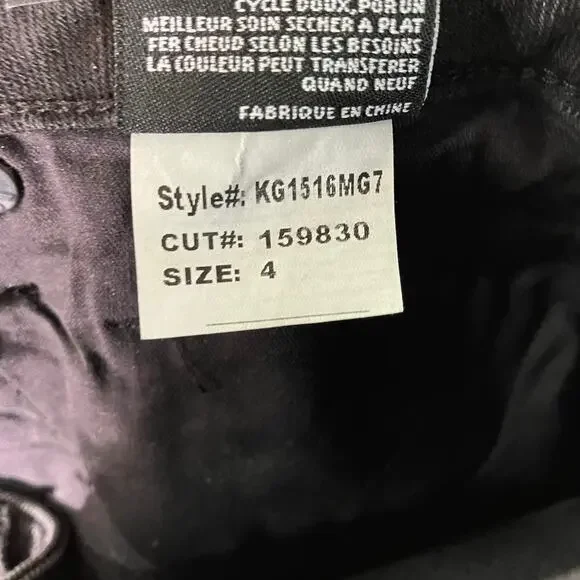 CYCLE DOUX, POR UN
MEILLEUR SOIN SECHER A PLAT
FER CHEUD SELON LES BESOINS
LA COULEUR PEUT TRANSFERER
QUAND NEUF
FABRIQUE EN CHINE
Style#: KG1516MG7
CUT#: 159830
SIZE: 4